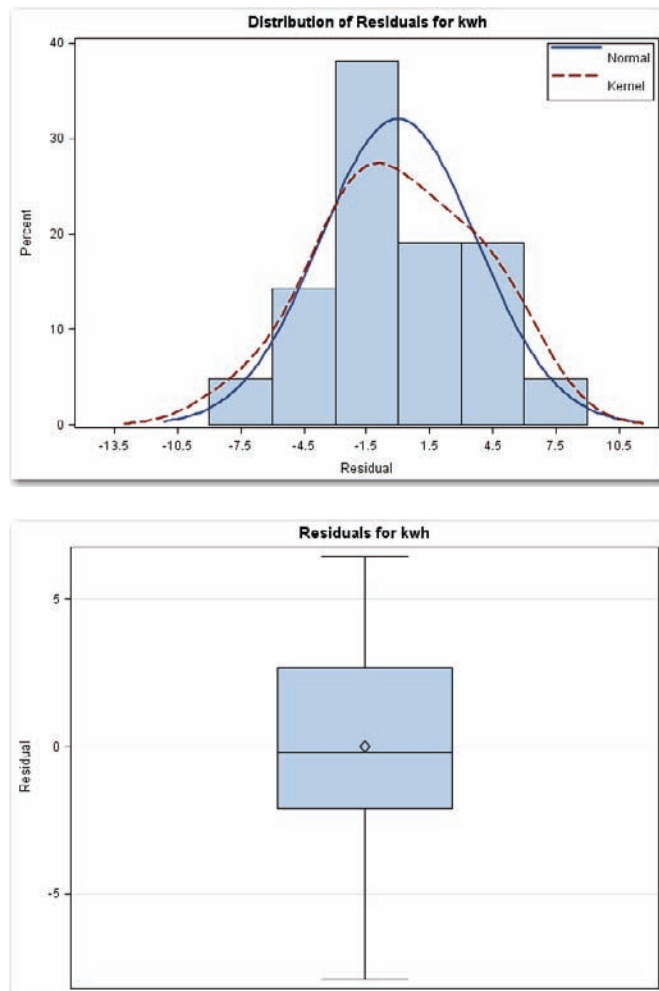 Distribution of Residuals for kwh
40
Normal
Kernel
30
20
10
0
Percent
-13.5 -10.5 -7.5 -4.5 -1.5 1.5 4.5 7.5 10.5
Residual
Residuals for kwh
5
0
-5
Residual